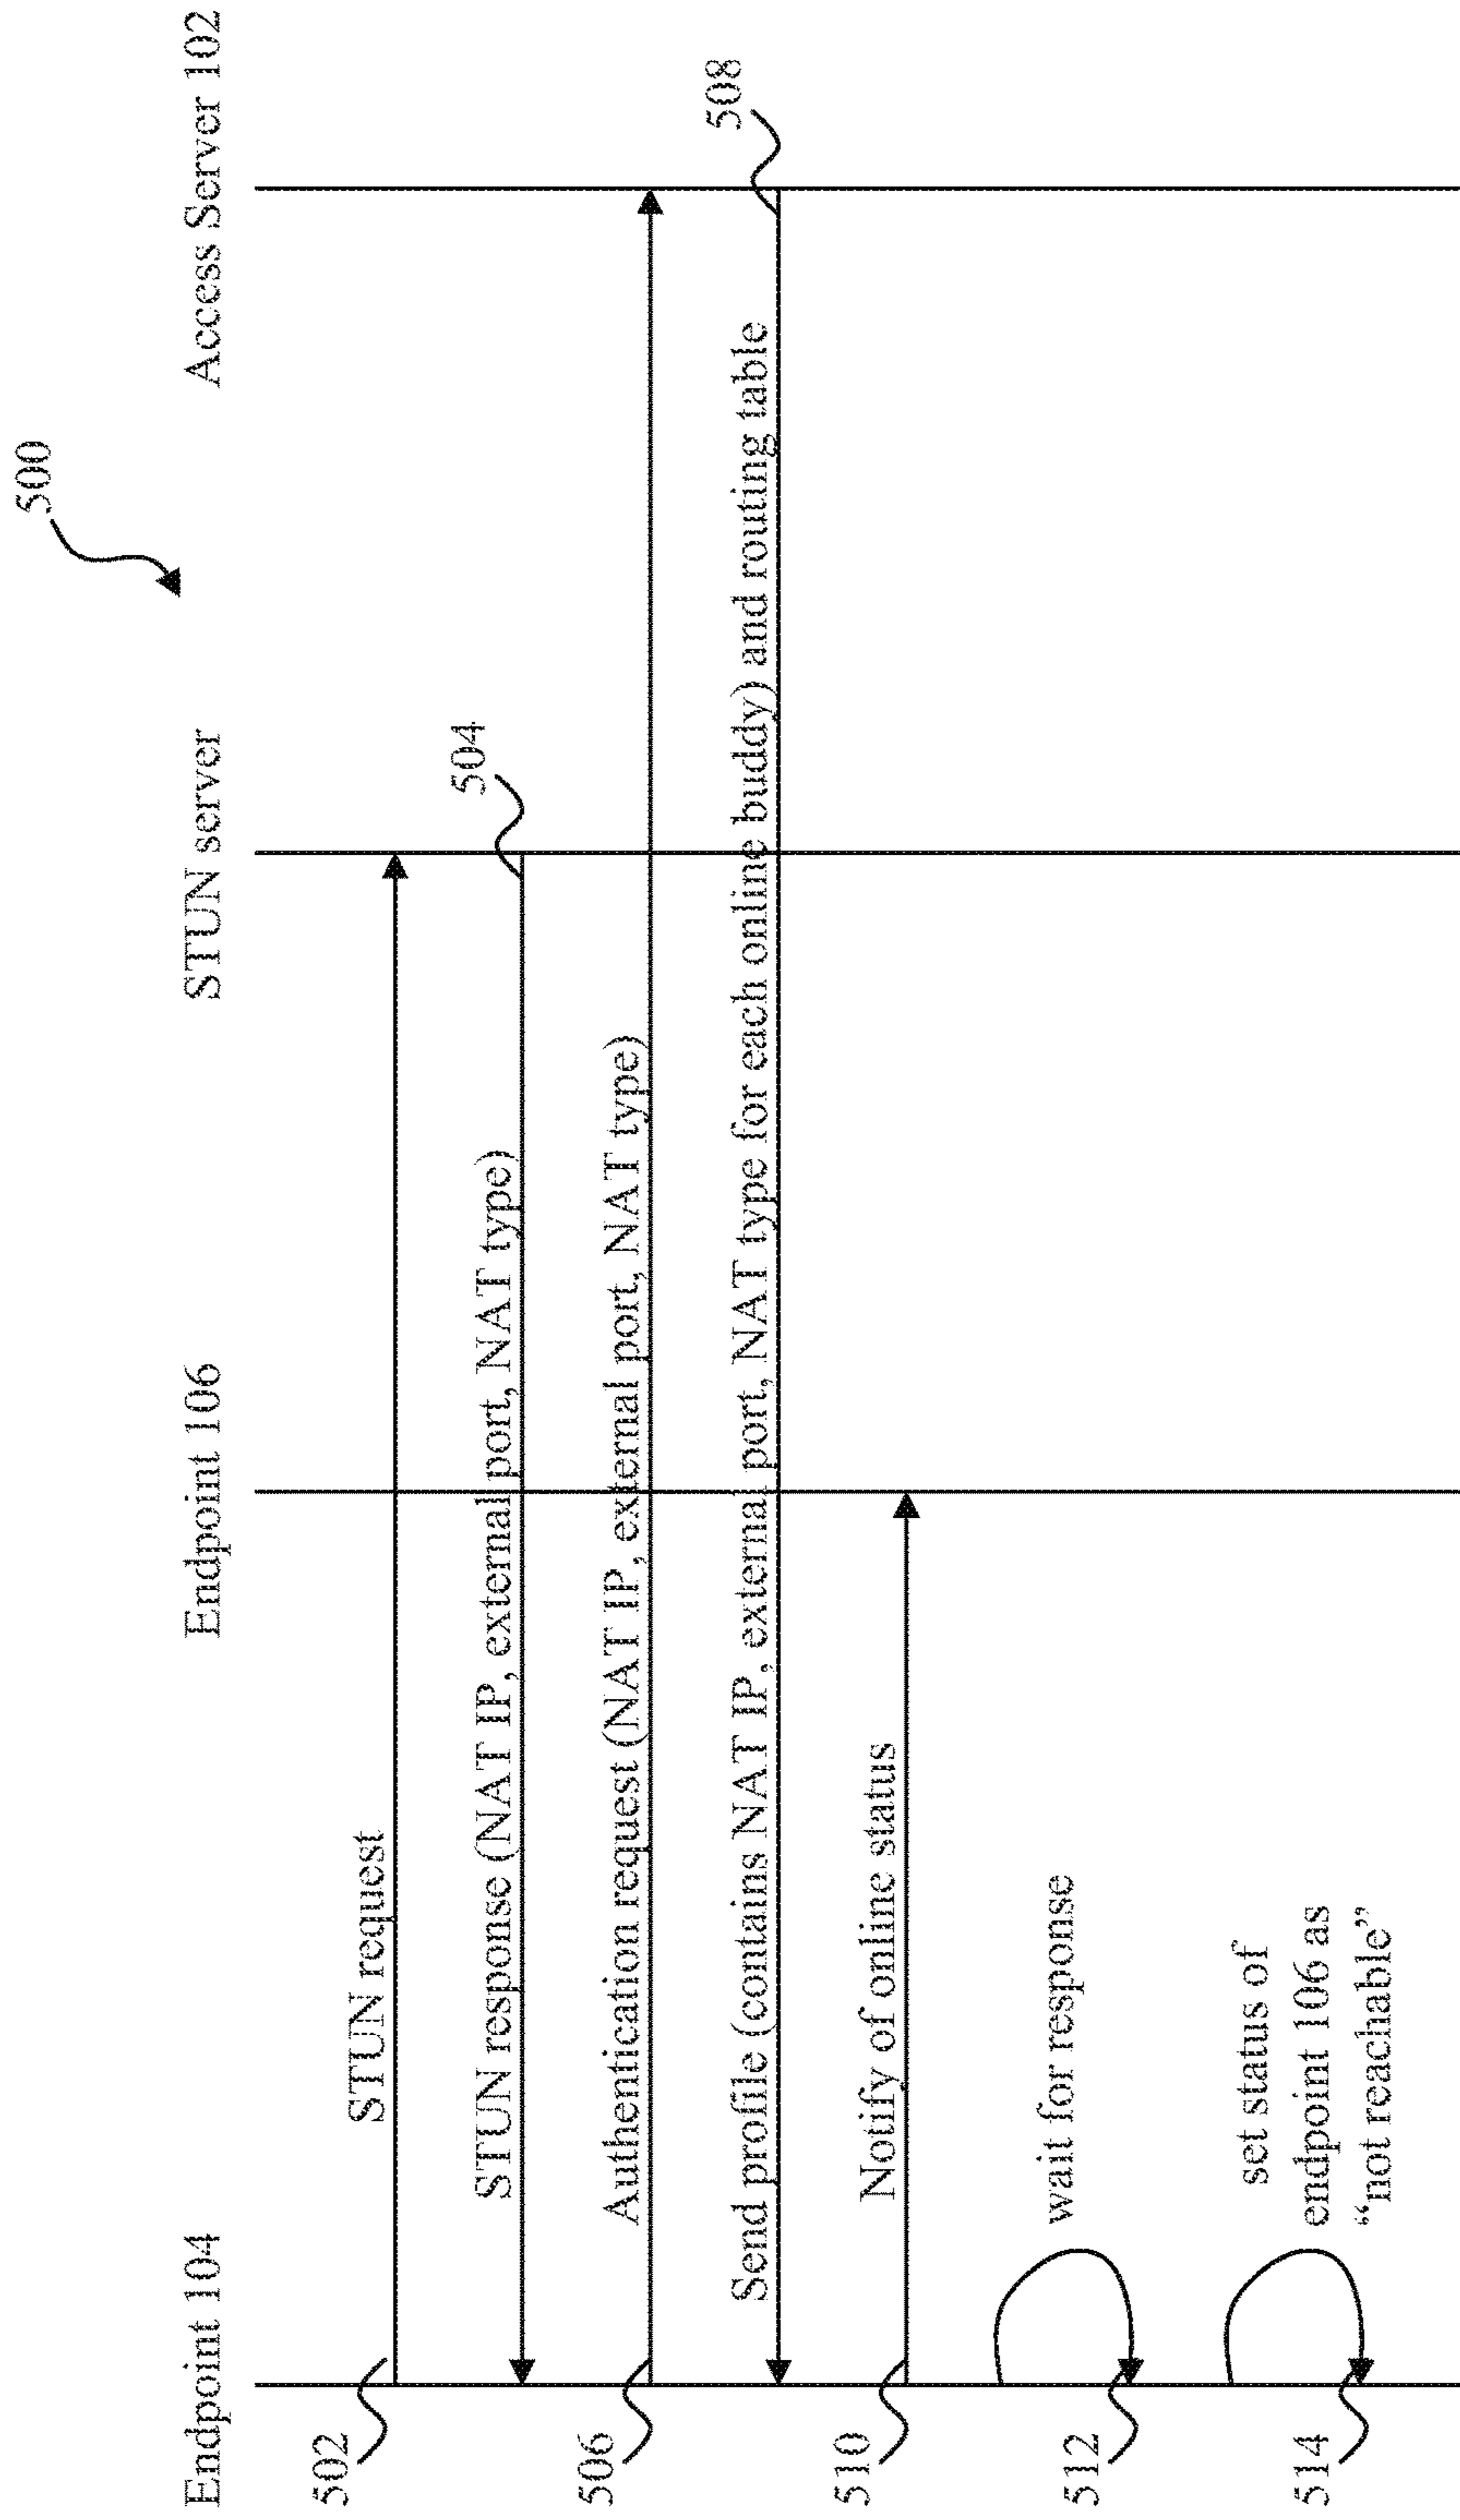 500
Endpoint 104
Endpoint 106
STUN server
Access Server 102
502
STUN request
504
STUN response (NAT IP, external port, NAT type)
506
Authentication request (NAT IP, external port, NAT type)
508
Send profile (contains NAT IP, external port, NAT type for each online buddy) and routing table
510
Notify of online status
512
wait for response
514
set status of
endpoint 106 as
“not reachable”